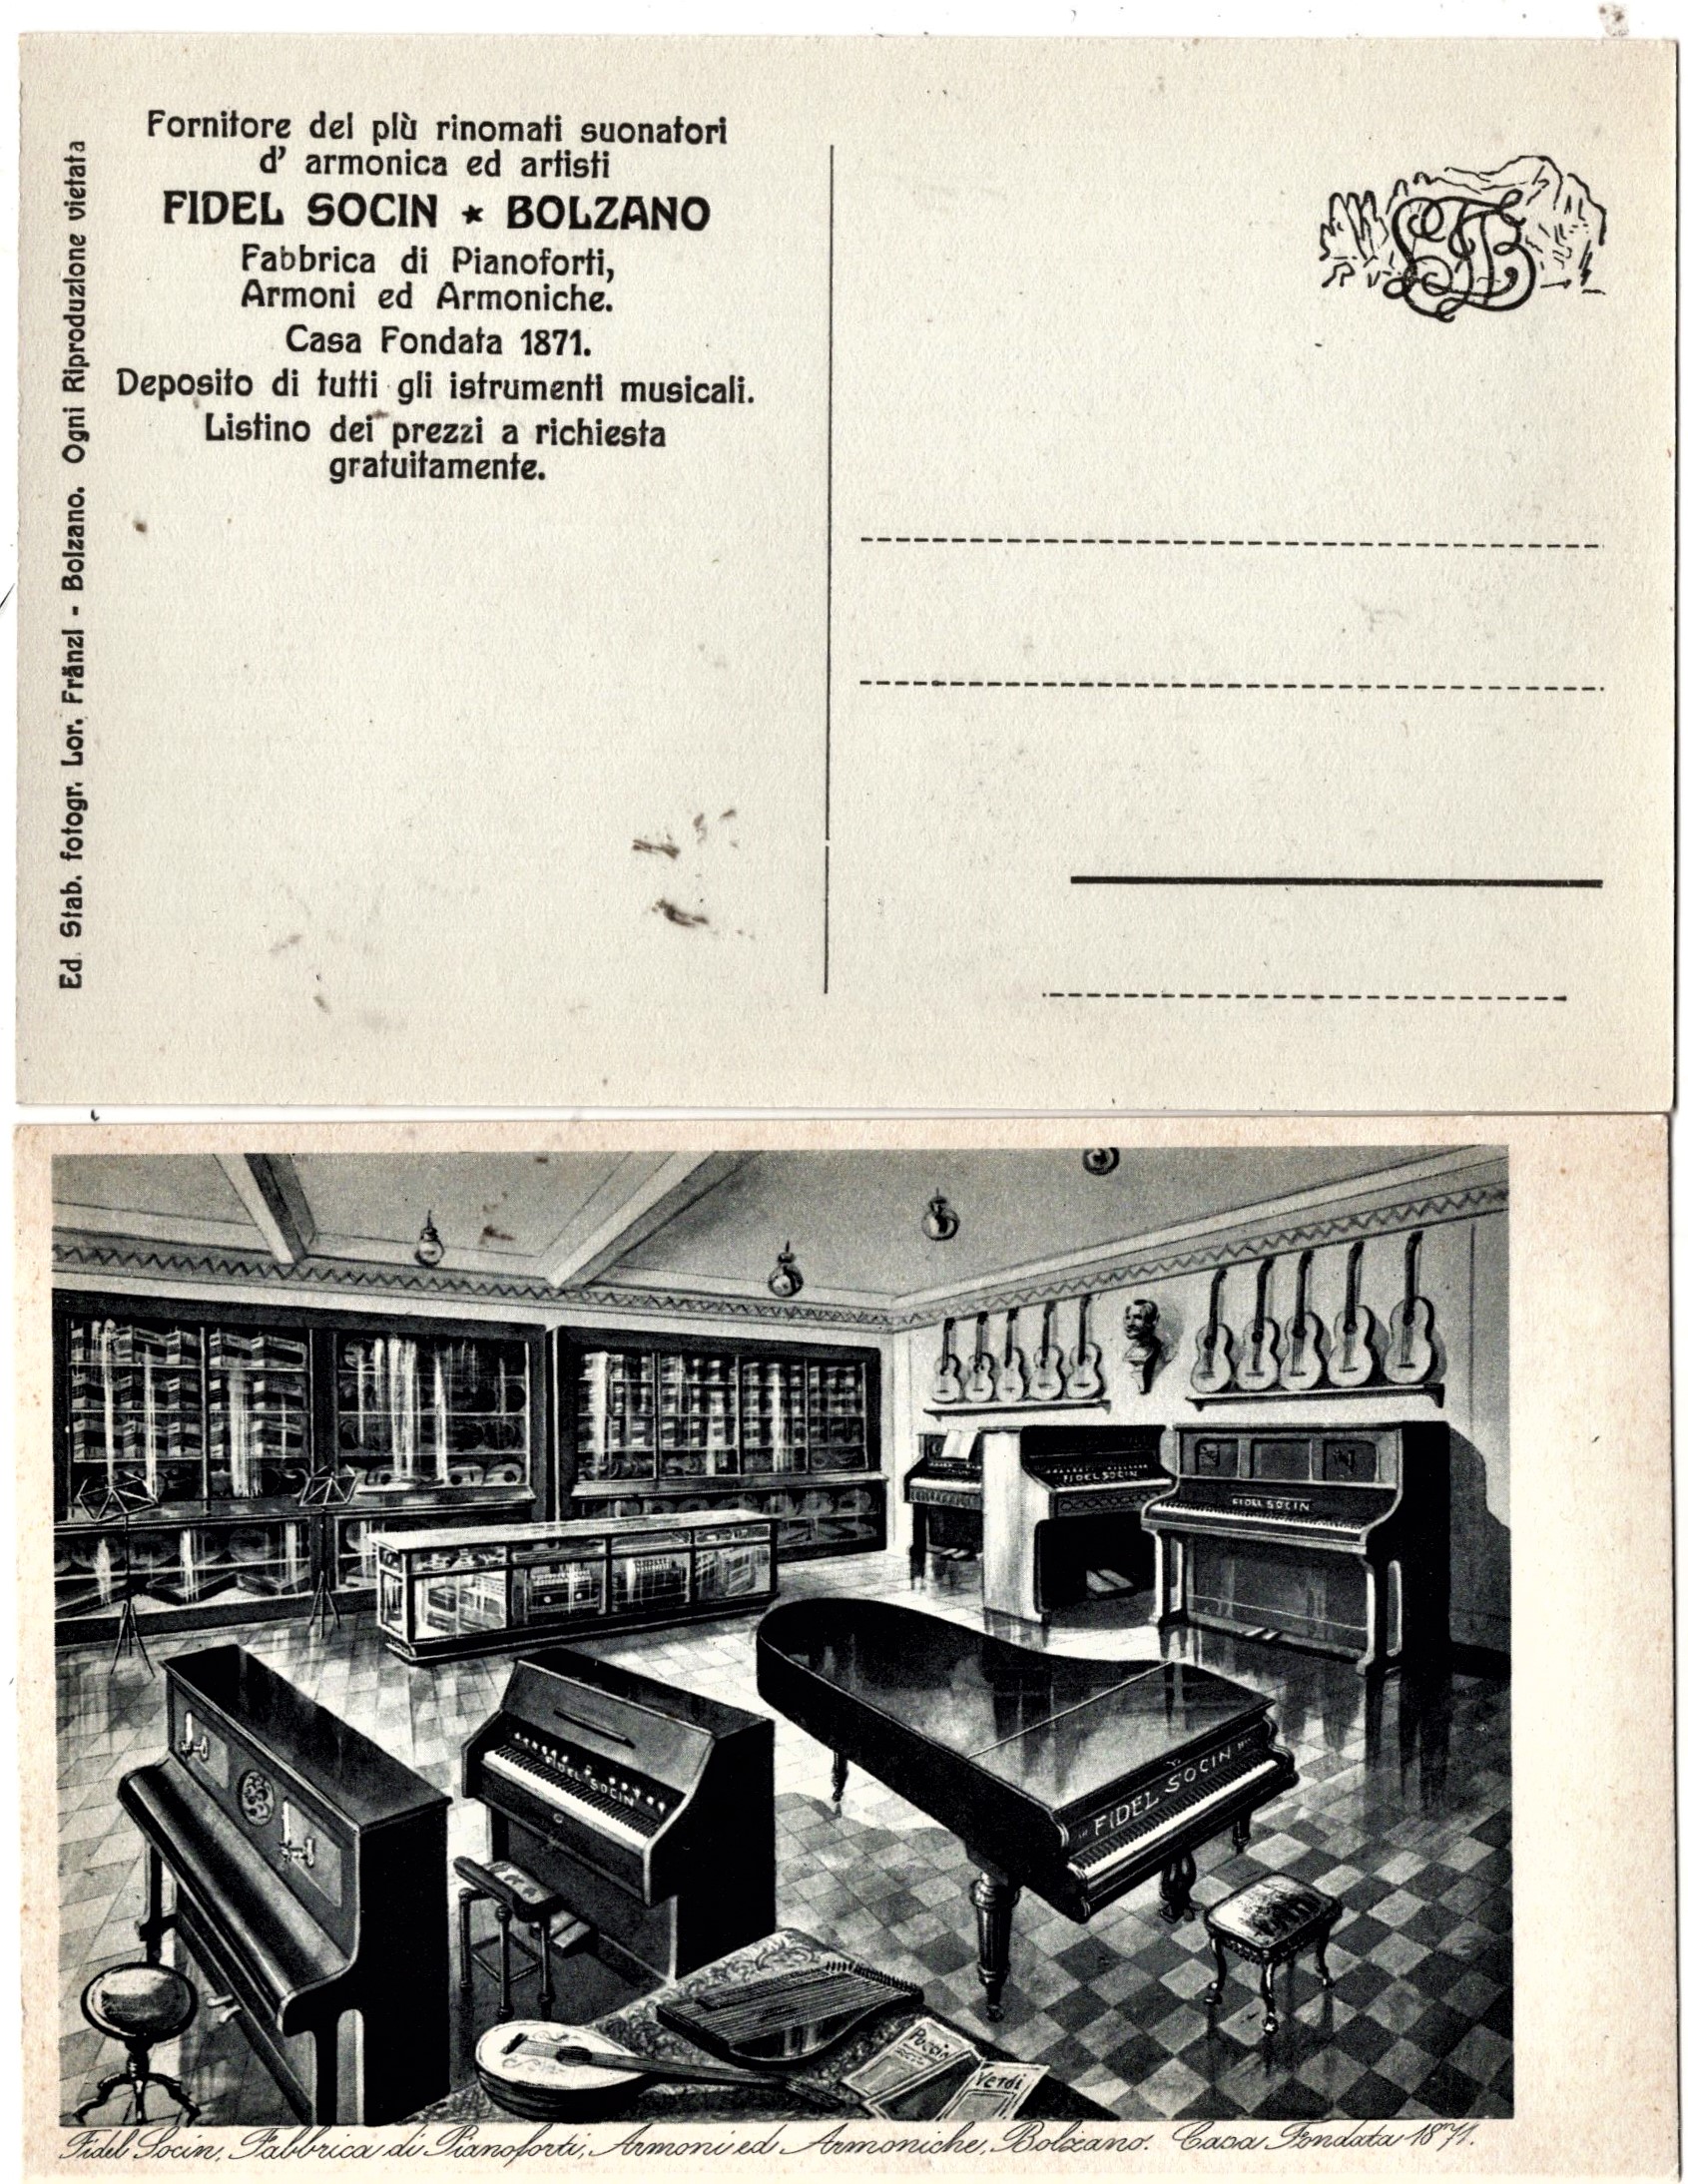 Fornitore dei più rinomati suonatori
d' armonica ed artisti
FIDEL SOCIN ★ BOLZANO
Fabbrica di Pianoforti,
Armoni ed Armoniche.
Casa Fondata 1871.
Deposito di tutti gli istrumenti musicali.
Listino dei prezzi a richiesta
gratuitamente.
Ed. Stab. fotogr. Lor. Fränzl - Bolzano. Ogni Riproduzione vietata
FIDEL SOCIN
FIDEL SOCIN
FIDEL SOCIN
FIDEL SOCIN
Puccini
Verdi
Fidel Socin, Fabbrica di Pianoforti, Armoni ed Armoniche, Bolzano. Casa Fondata 1871.